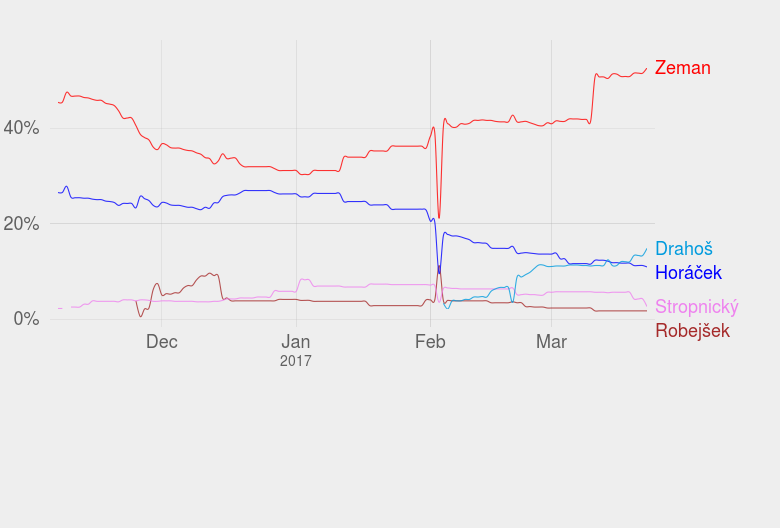 Zeman
40%
20%
Drahoš
Horáček
Stropnický
0%
Robejšek
Dec
Jan
Feb
Mar
2017